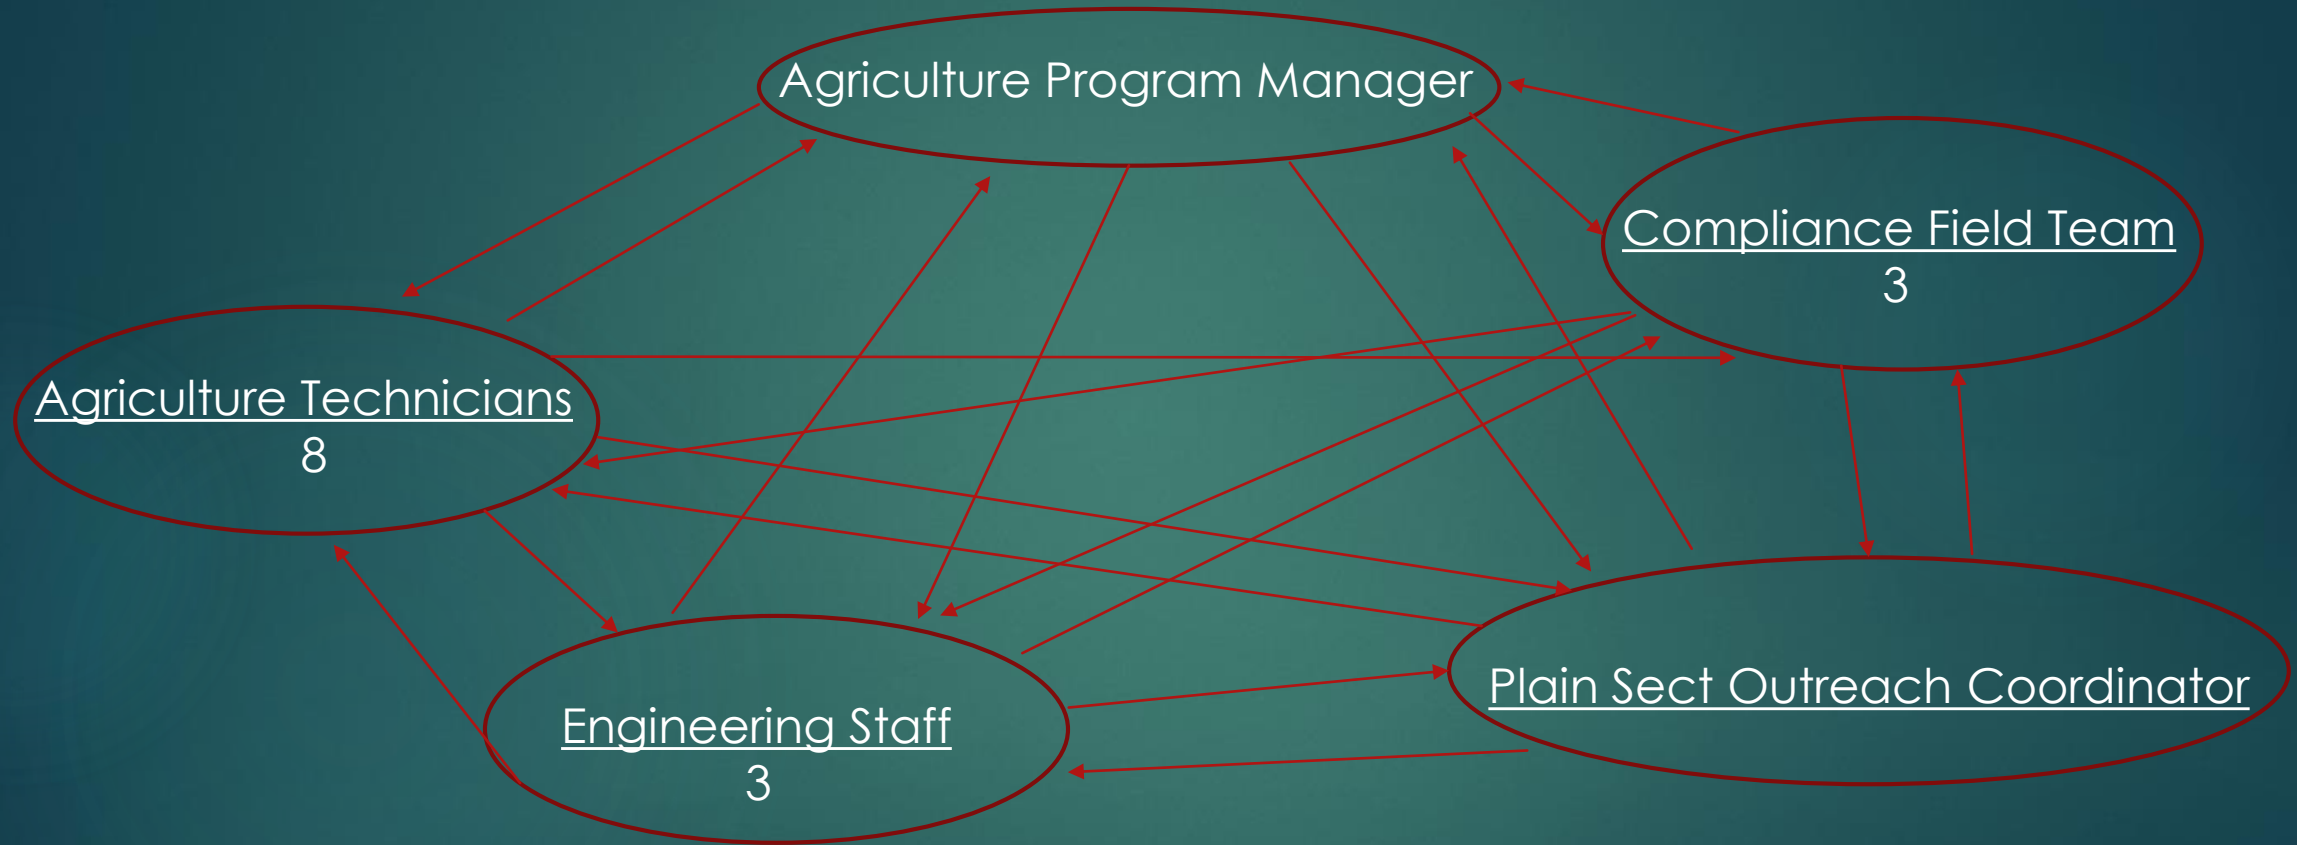 Agriculture Program Manager
Compliance Field Team
3
Agriculture Technicians
8
Engineering Staff
3
Plain Sect Outreach Coordinator